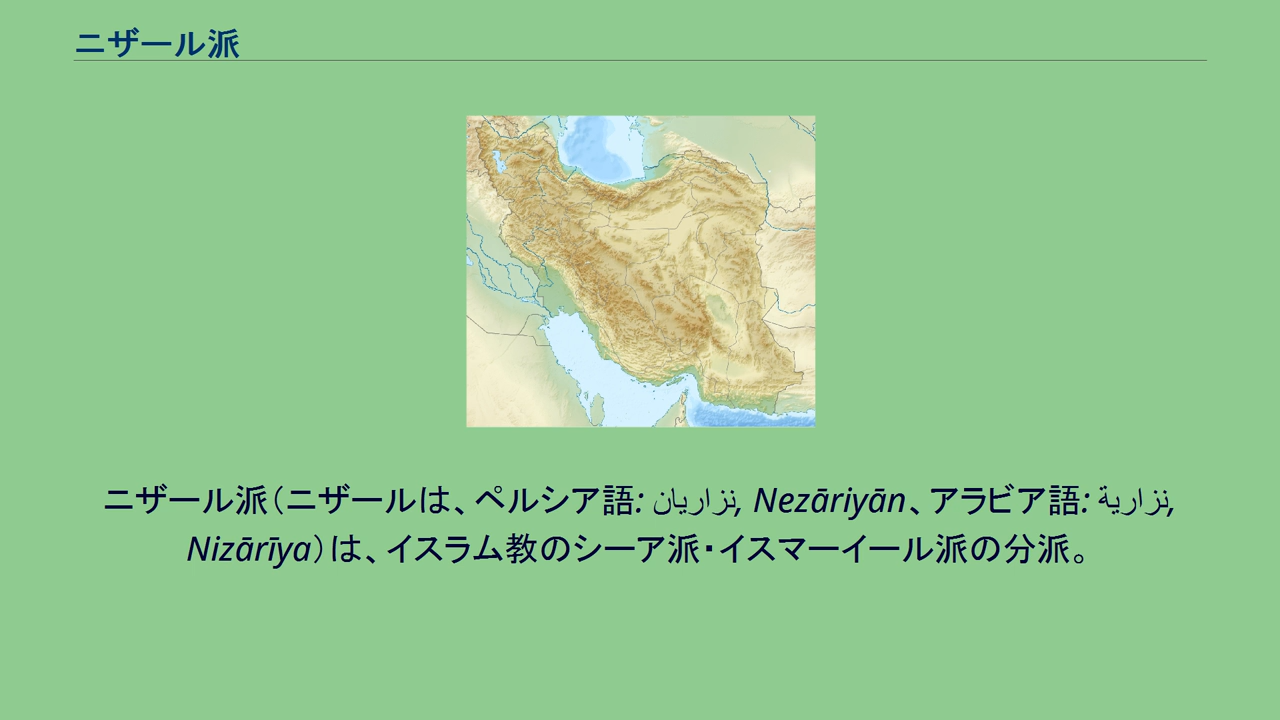 ニザール派
ニザール派（ニザールは、ペルシア語: نزاریان, Nezāriyān、アラビア語: نزارية,
Nizārīya）は、イスラム教のシーア派・イスマーイール派の分派。